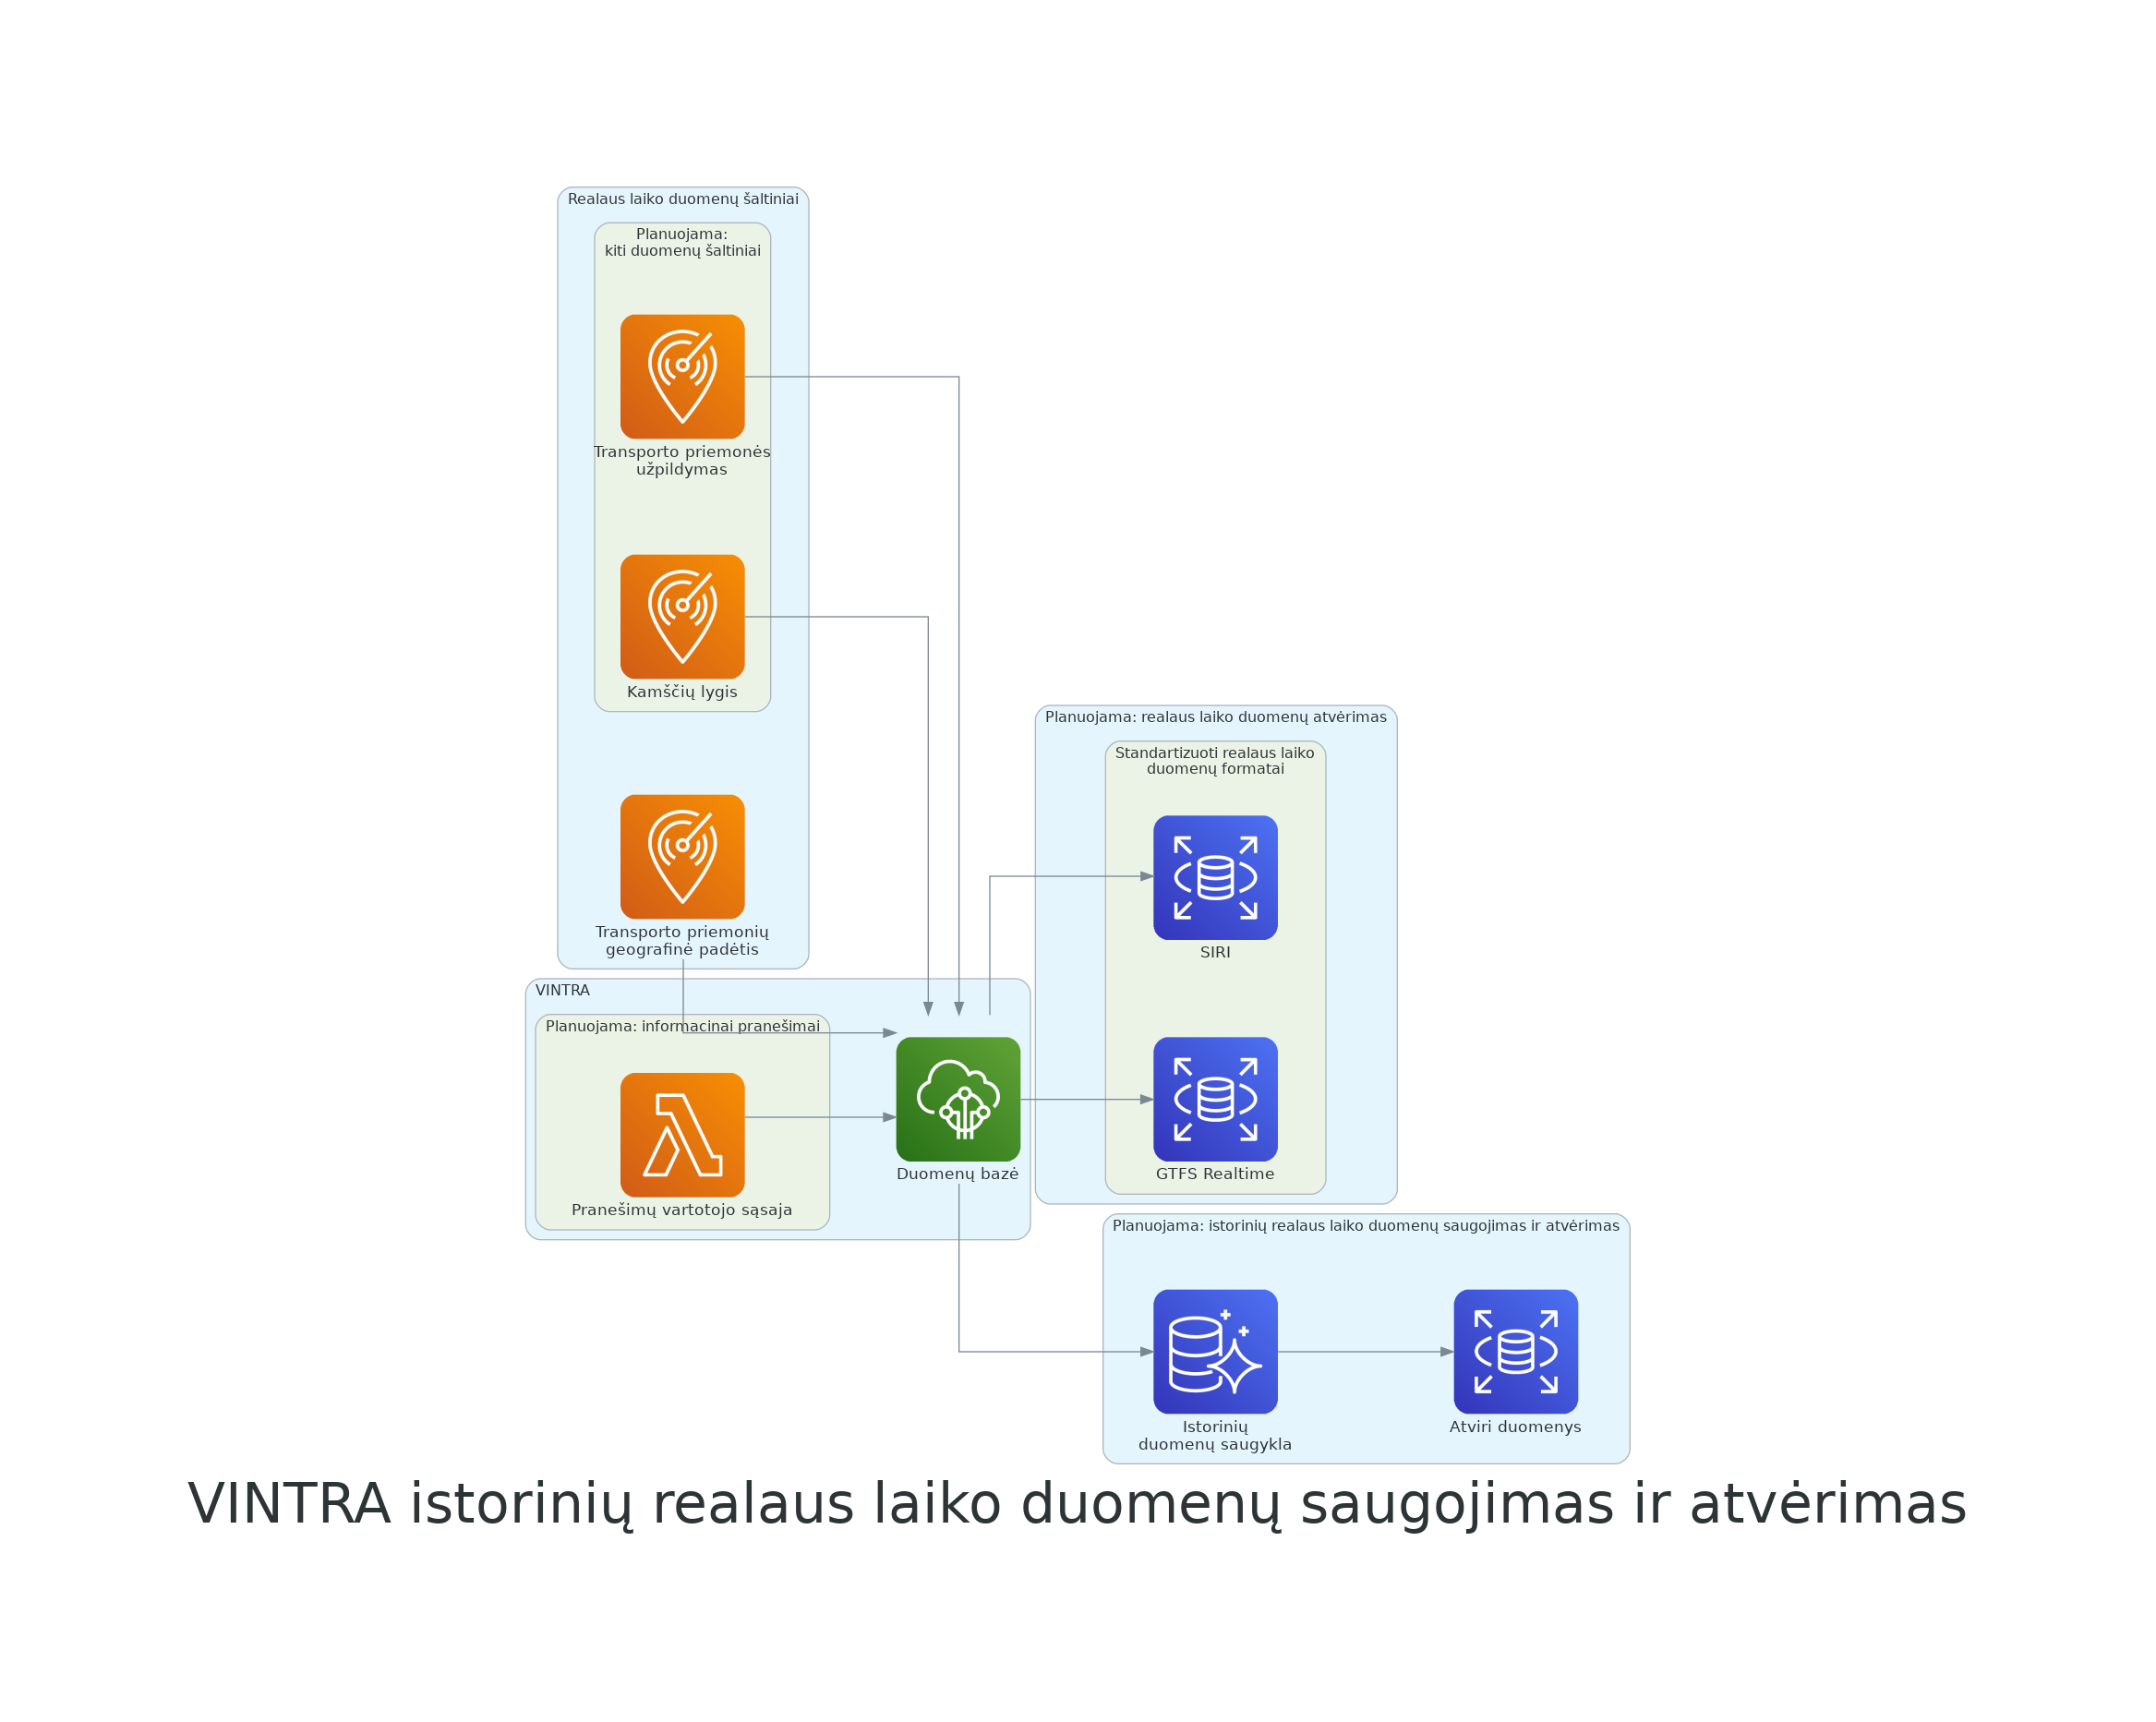 Realaus laiko duomenų šaltiniai
Planuojama:
kiti duomenų šaltiniai
Transporto priemonės
užpildymas
Kamščių lygis
Transporto priemonių
geografinė padėtis
VINTRA
Planuojama: informacinai pranešimai
Pranešimų vartotojo sąsaja
Duomenų bazė
Planuojama: realaus laiko duomenų atvėrimas
Standartizuoti realaus laiko
duomenų formatai
SIRI
GTFS Realtime
Planuojama: istorinių realaus laiko duomenų saugojimas ir atvėrimas
Istorinių
duomenų saugykla
Atviri duomenys
VINTRA istorinių realaus laiko duomenų saugojimas ir atvėrimas